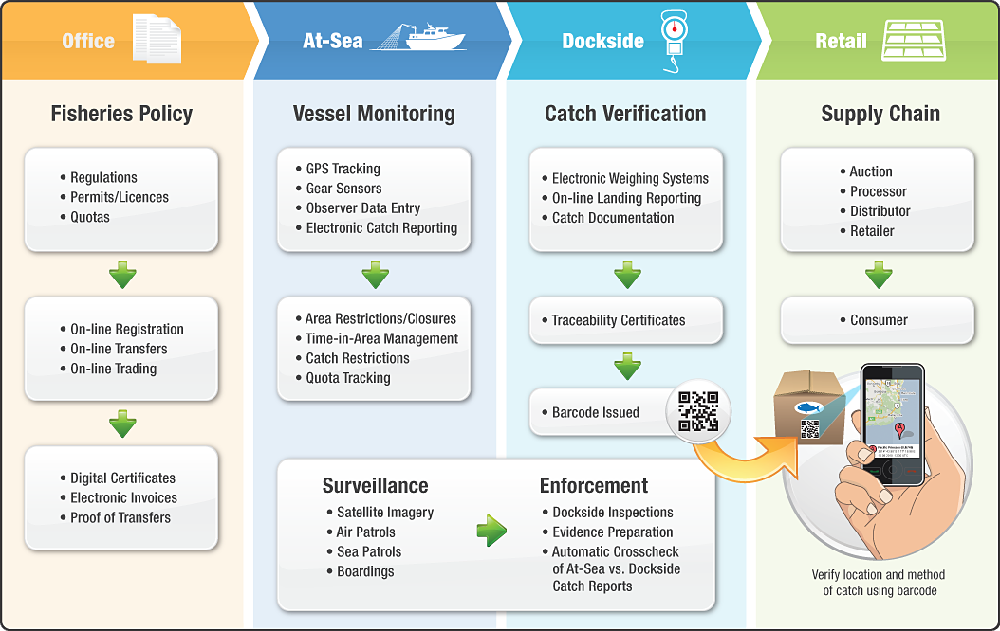 Office
At-Sea
Dockside
Retail
Fisheries Policy
• Regulations
• Permits/Licences
• Quotas
• On-line Registration
• On-line Transfers
• On-line Trading
• Digital Certificates
• Electronic Invoices
• Proof of Transfers
Vessel Monitoring
• GPS Tracking
• Gear Sensors
• Observer Data Entry
• Electronic Catch Reporting
• Area Restrictions/Closures
• Time-in-Area Management
• Catch Restrictions
• Quota Tracking
Catch Verification
• Electronic Weighing Systems
• On-line Landing Reporting
• Catch Documentation
• Traceability Certificates
• Barcode Issued
Surveillance
• Satellite Imagery
• Air Patrols
• Sea Patrols
• Boardings
Enforcement
• Dockside Inspections
• Evidence Preparation
• Automatic Crosscheck
of At-Sea vs. Dockside
Catch Reports
Supply Chain
• Auction
• Processor
• Distributor
• Retailer
• Consumer
A
Verify location and method
of catch using barcode